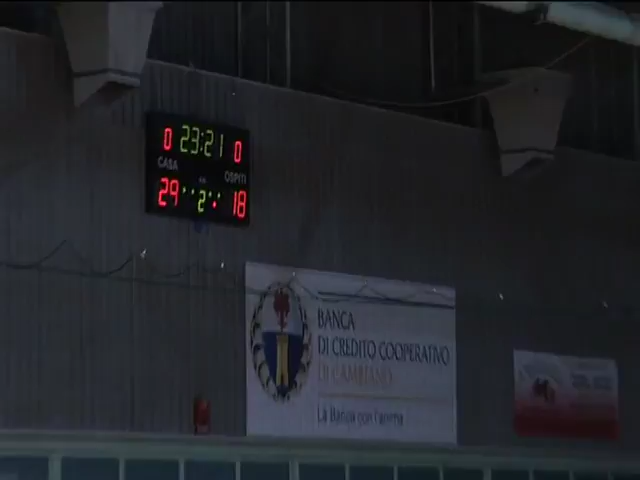 0 23:21 0
CASA OSPITI
29 2 18
BANCA
DI CREDITO COOPERATIVO
DI CAMBIANO
La Banca con l'anima